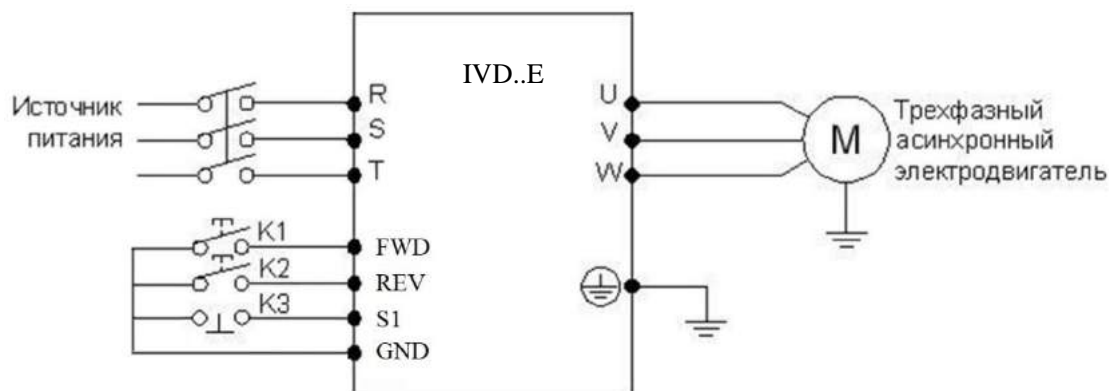 IVD..E
Источник
питания
R
S
T
U
V
W
M
Трехфазный
асинхронный
электродвигатель
K1
FWD
K2
REV
K3
S1
GND